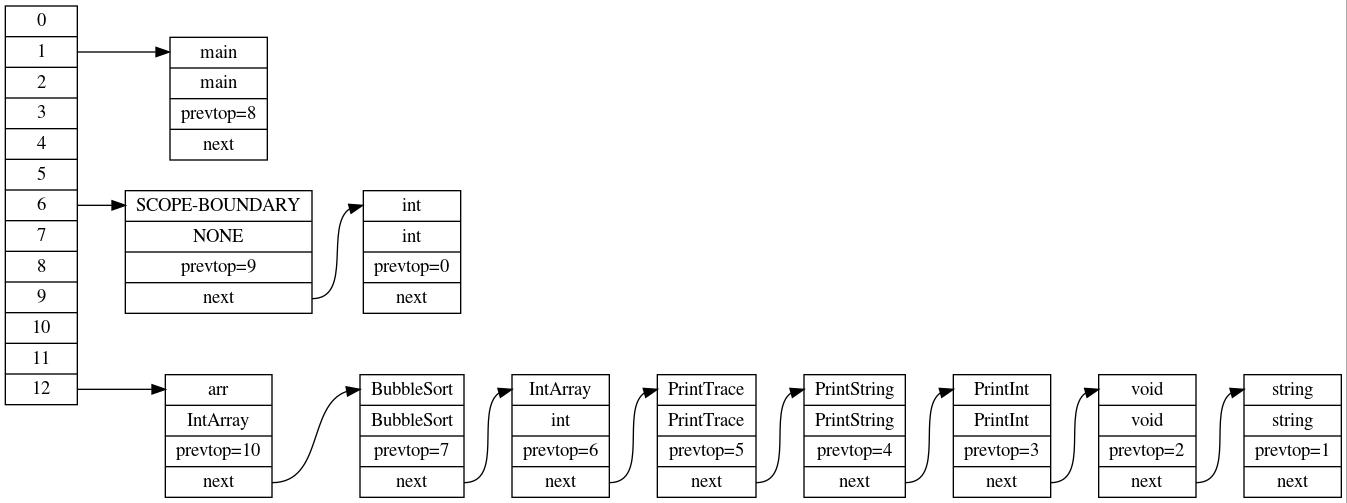 0
1
2
3
4
5
6
7
8
9
10
11
12
main
main
prevtop=8
next
SCOPE-BOUNDARY
NONE
prevtop=9
next
int
int
prevtop=0
next
arr
IntArray
prevtop=10
next
BubbleSort
BubbleSort
prevtop=7
next
IntArray
int
prevtop=6
next
PrintTrace
PrintTrace
prevtop=5
next
PrintString
PrintString
prevtop=4
next
PrintInt
PrintInt
prevtop=3
next
void
void
prevtop=2
next
string
string
prevtop=1
next